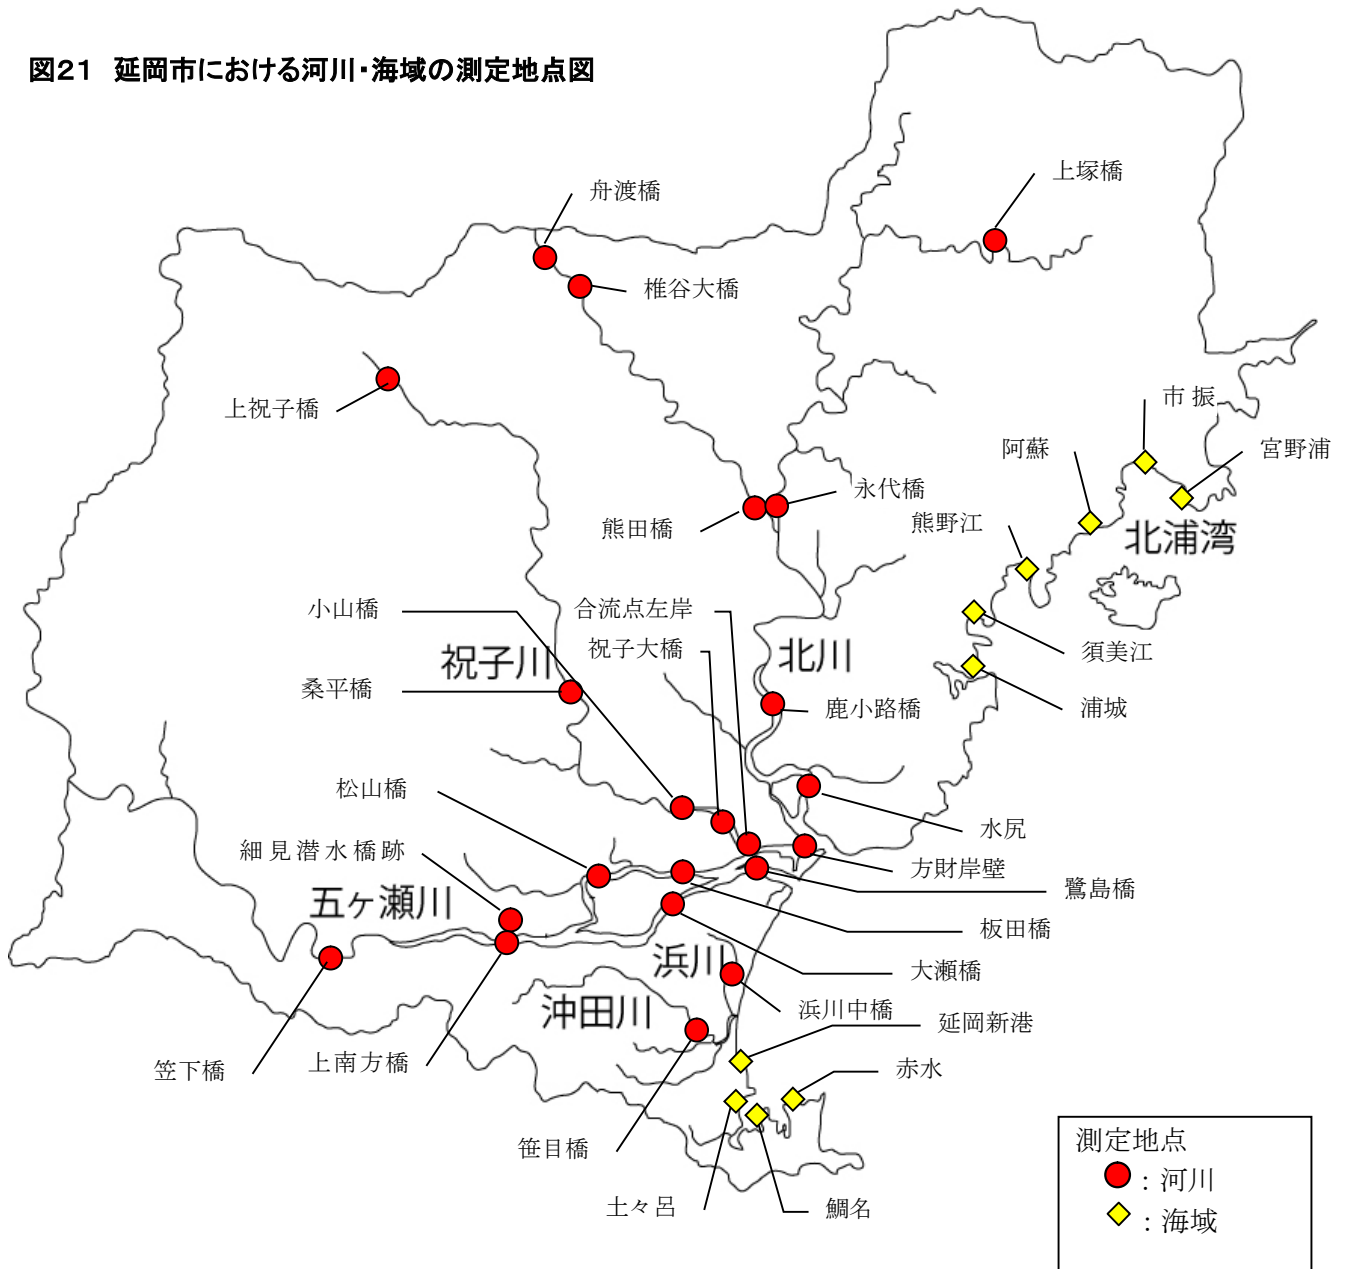 図21 延岡市における河川・海域の測定地点図
上塚橋
舟渡橋
椎谷大橋
上祝子橋
市振
宮野浦
阿蘇
永代橋
熊野江
熊田橋
北浦湾
小山橋
合流点左岸
祝子大橋
北川
須美江
祝子川
桑平橋
鹿小路橋
浦城
松山橋
水尻
細見潜水橋跡
方財岸壁
鷺島橋
五ヶ瀬川
板田橋
浜川
大瀬橋
沖田川
浜川中橋
延岡新港
笠下橋
上南方橋
赤水
笹目橋
土々呂
鯛名
測定地点
：河川
：海域